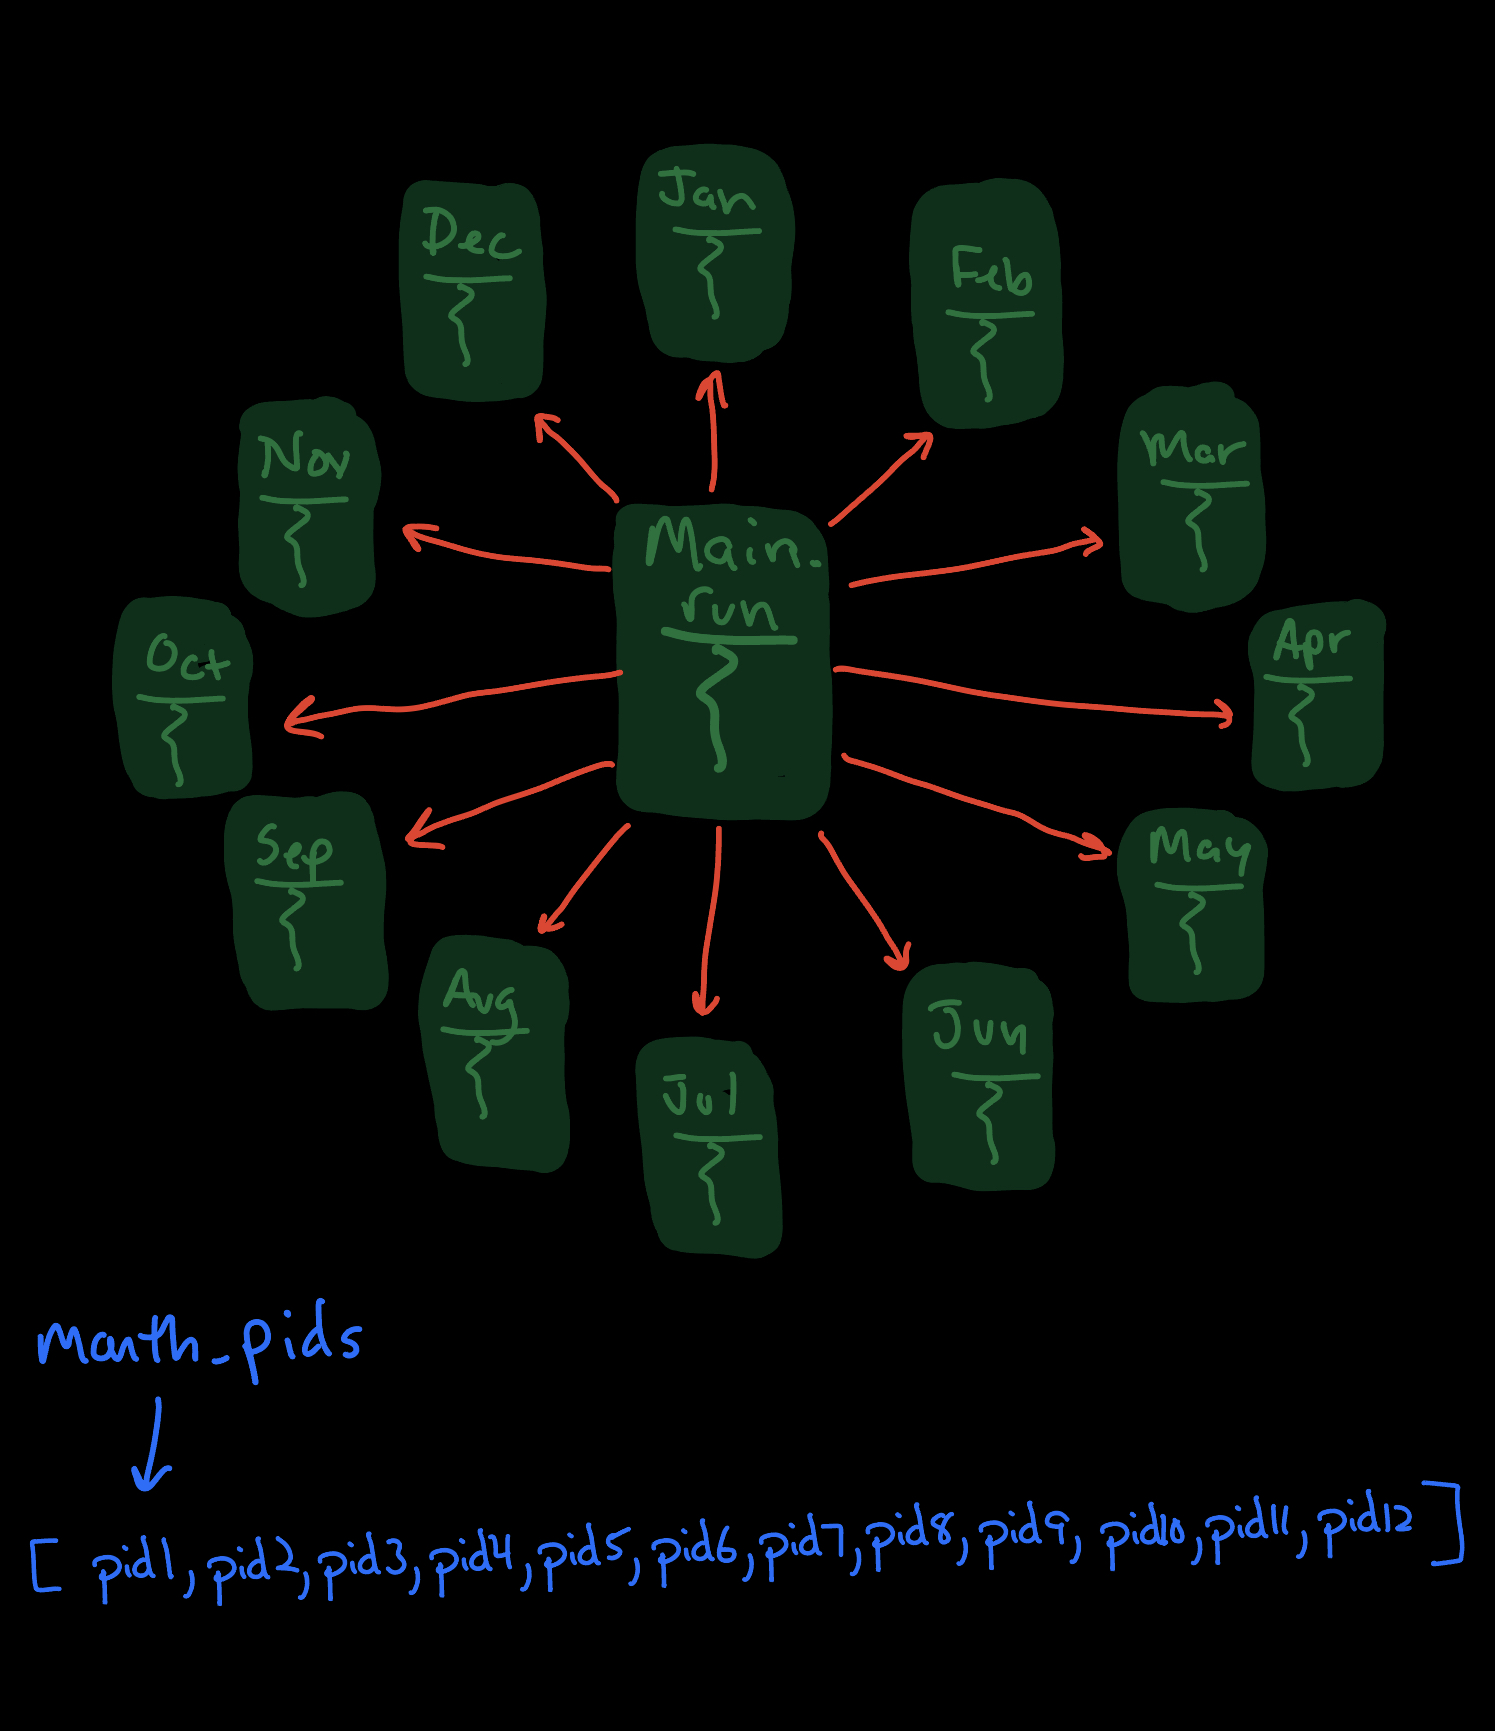 Jan
Dec
Feb
Mar
Nov
Main.
run
Apr
Oct
May
Sep
Aug
Jun
Jul
month_pids
[ pid1, pid2, pid3, pid4, pid5, pid6, pid7, pid8, pid9, pid10, pid11, pid12 ]